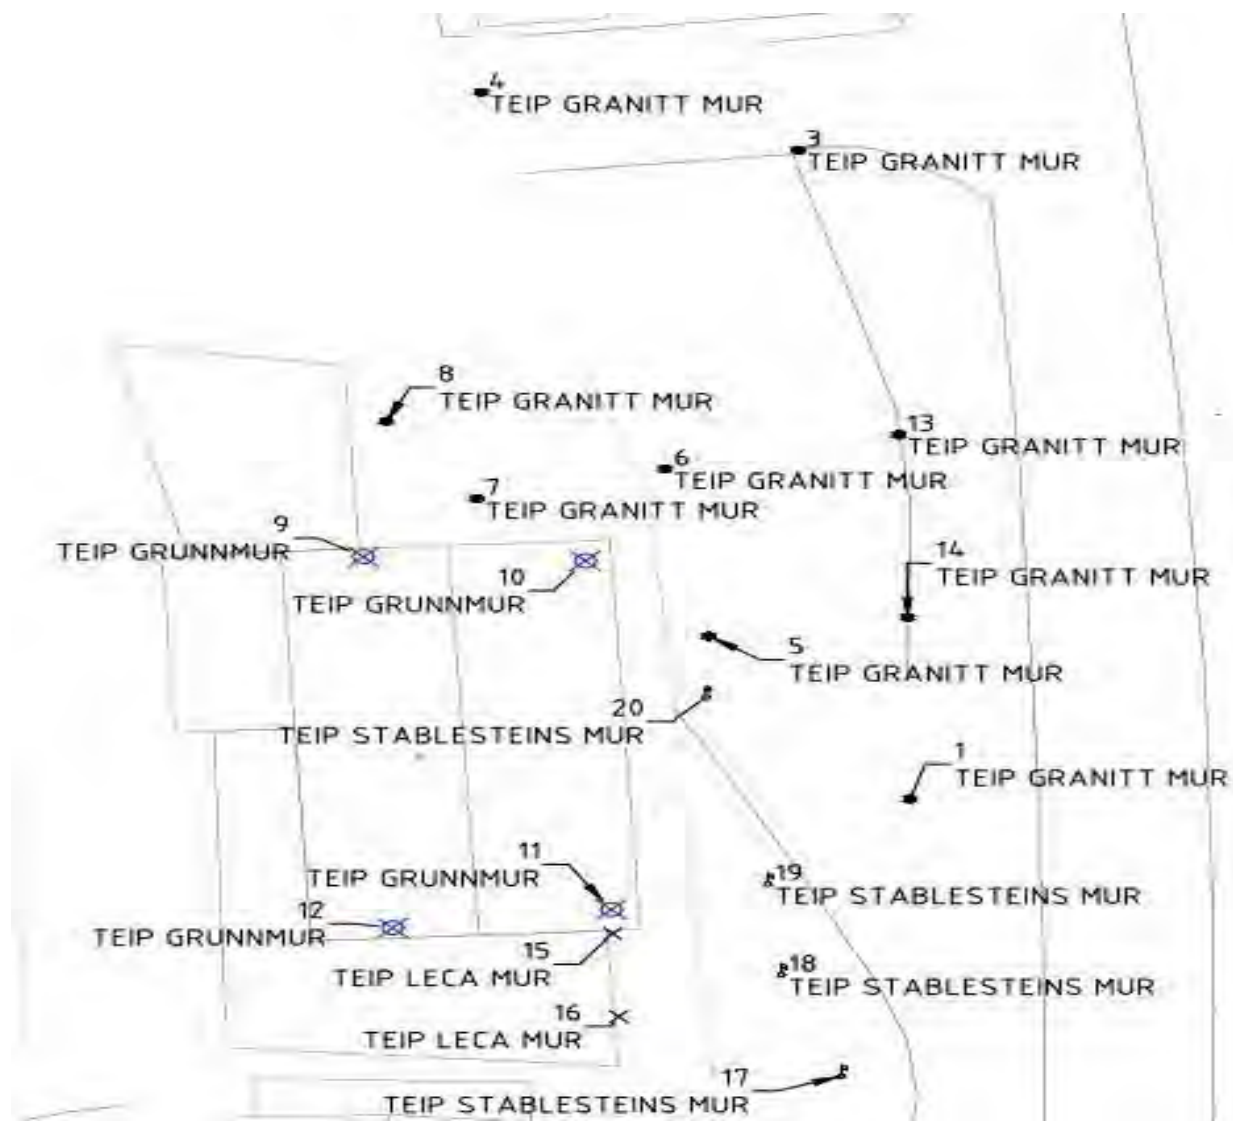 4
TEIP GRANITT MUR
3
TEIP GRANITT MUR
8
TEIP GRANITT MUR
13
TEIP GRANITT MUR
6
TEIP GRANITT MUR
7
TEIP GRANITT MUR
9
TEIP GRUNNMUR
14
TEIP GRANITT MUR
10
TEIP GRUNNMUR
5
TEIP GRANITT MUR
20
TEIP STABLESTEINS MUR
1
TEIP GRANITT MUR
11
TEIP GRUNNMUR
19
TEIP STABLESTEINS MUR
12
TEIP GRUNNMUR
15
TEIP LECA MUR
18
TEIP STABLESTEINS MUR
16
TEIP LECA MUR
17
TEIP STABLESTEINS MUR